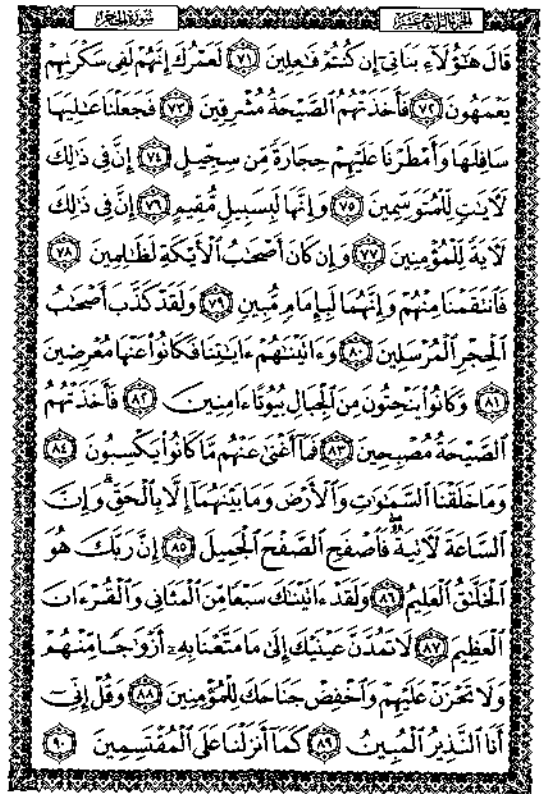 الجزء الرابع عشر سورة الحجر
قَالَ هَٰٓؤُلَآءِ بَنَاتِىٓ إِن كُنتُمْ فَٰعِلِينَ ٧١ لَعَمْرُكَ إِنَّهُمْ لَفِى سَكْرَتِهِمْ
يَعْمَهُونَ ٧٢ فَأَخَذَتْهُمُ ٱلصَّيْحَةُ مُشْرِقِينَ ٧٣ فَجَعَلْنَا عَٰلِيَهَا
سَافِلَهَا وَأَمْطَرْنَا عَلَيْهِمْ حِجَارَةً مِّن سِجِّيلٍ ٧٤ إِنَّ فِى ذَٰلِكَ
لَءَايَٰتٍ لِّلْمُتَوَسِّمِينَ ٧٥ وَإِنَّهَا لَبِسَبِيلٍ مُّقِيمٍ ٧٦ إِنَّ فِى ذَٰلِكَ
لَءَايَةً لِّلْمُؤْمِنِينَ ٧٧ وَإِن كَانَ أَصْحَٰبُ ٱلْأَيْكَةِ لَظَٰلِمِينَ ٧٨
فَٱنتَقَمْنَا مِنْهُمْ وَإِنَّهُمَا لَبِإِمَامٍ مُّبِينٍ ٧٩ وَلَقَدْ كَذَّبَ أَصْحَٰبُ
ٱلْحِجْرِ ٱلْمُرْسَلِينَ ٨٠ وَءَاتَيْنَٰهُمْ ءَايَٰتِنَا فَكَانُوا۟ عَنْهَا مُعْرِضِينَ
٨١ وَكَانُوا۟ يَنْحِتُونَ مِنَ ٱلْجِبَالِ بُيُوتًا ءَامِنِينَ ٨٢ فَأَخَذَتْهُمُ
ٱلصَّيْحَةُ مُصْبِحِينَ ٨٣ فَمَآ أَغْنَىٰ عَنْهُم مَّا كَانُوا۟ يَكْسِبُونَ ٨٤
وَمَا خَلَقْنَا ٱلسَّمَٰوَٰتِ وَٱلْأَرْضَ وَمَا بَيْنَهُمَآ إِلَّا بِٱلْحَقِّ ۗ وَإِنَّ
ٱلسَّاعَةَ لَءَاتِيَةٌ ۖ فَٱصْفَحِ ٱلصَّفْحَ ٱلْجَمِيلَ ٨٥ إِنَّ رَبَّكَ هُوَ
ٱلْخَلَّٰقُ ٱلْعَلِيمُ ٨٦ وَلَقَدْ ءَاتَيْنَٰكَ سَبْعًا مِّنَ ٱلْمَثَانِى وَٱلْقُرْءَانَ
ٱلْعَظِيمَ ٨٧ لَا تَمُدَّنَّ عَيْنَيْكَ إِلَىٰ مَا مَتَّعْنَا بِهِۦٓ أَزْوَٰجًا مِّنْهُمْ
وَلَا تَحْزَنْ عَلَيْهِمْ وَٱخْفِضْ جَنَاحَكَ لِلْمُؤْمِنِينَ ٨٨ وَقُلْ إِنِّىٓ
أَنَا ٱلنَّذِيرُ ٱلْمُبِينُ ٨٩ كَمَآ أَنزَلْنَا عَلَى ٱلْمُقْتَسِمِينَ ٩٠